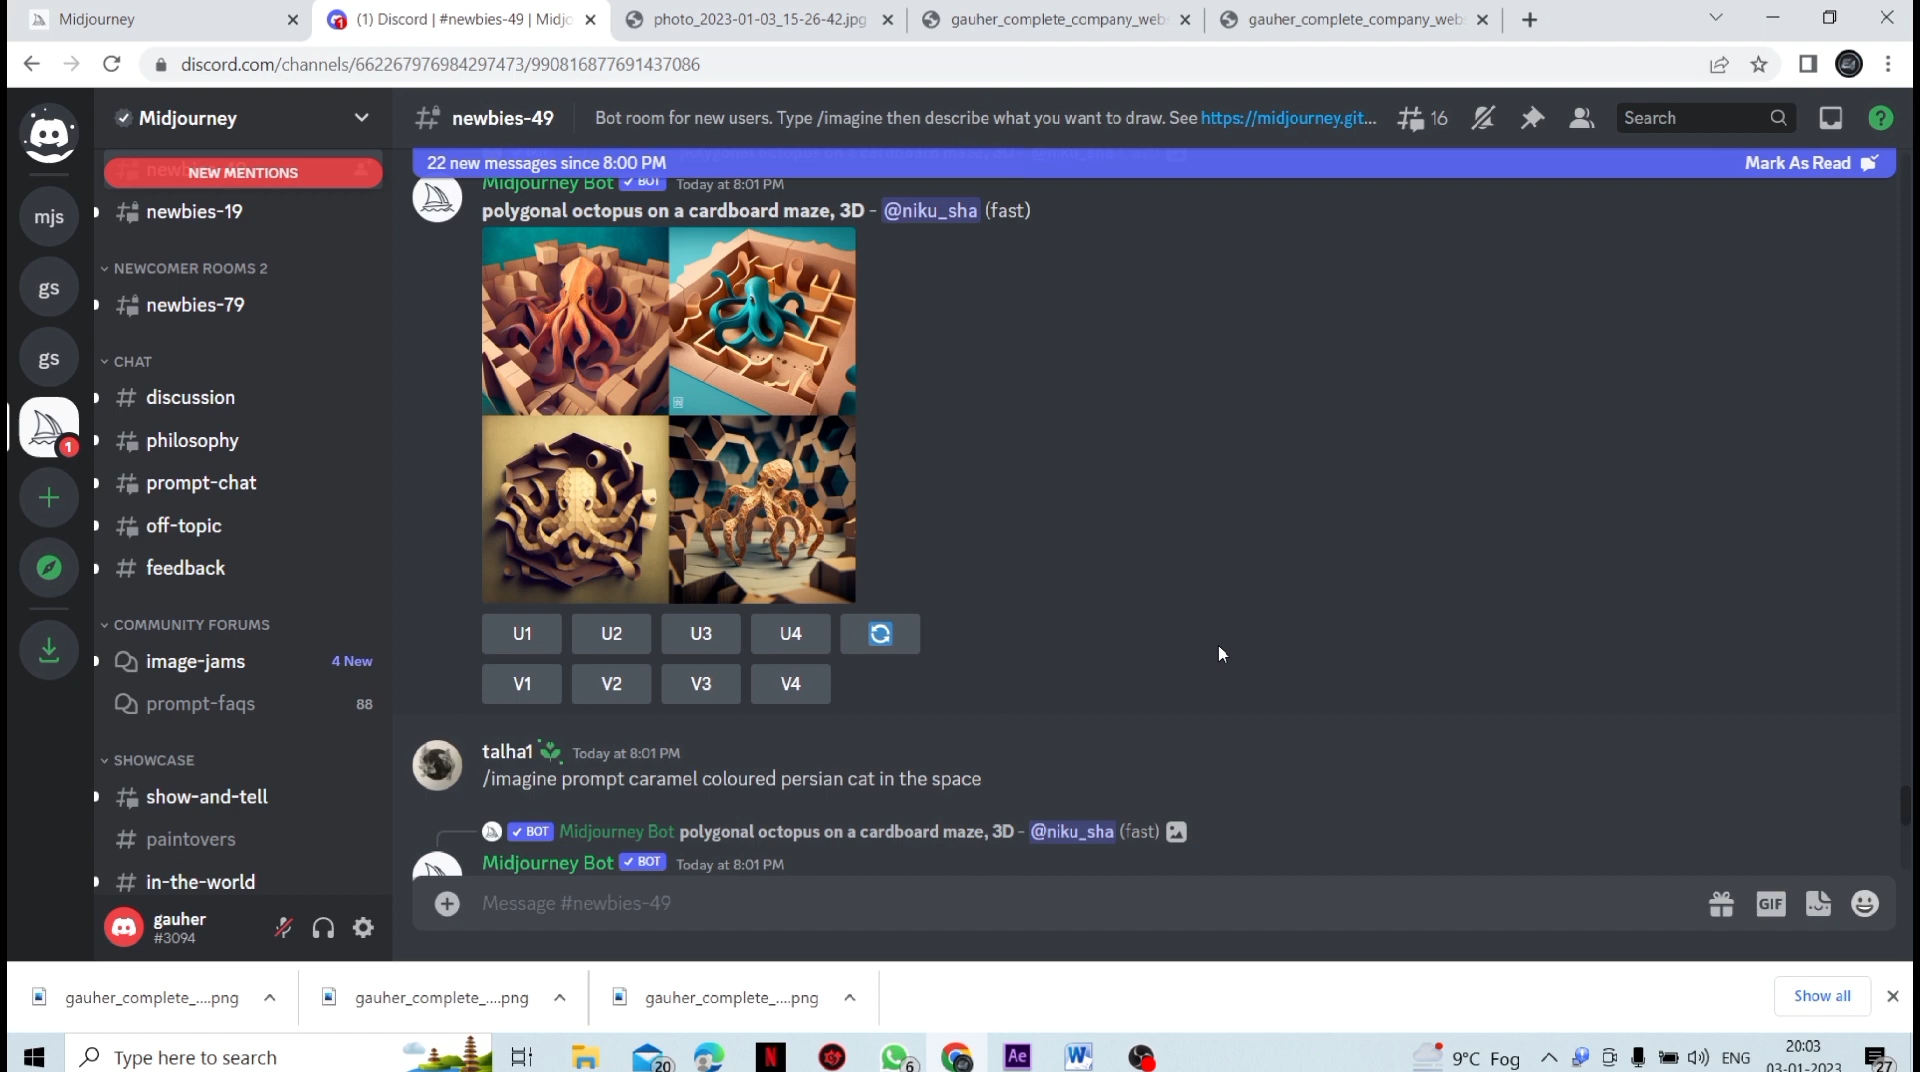 Midjourney
(1) Discord | #newbies-49 | Midjo
photo_2023-01-03_15-26-42.jpg
gauher_complete_company_webs
gauher_complete_company_webs
discord.com/channels/662267976984297473/990816877691437086
Midjourney
newbies-49
Bot room for new users. Type /imagine then describe what you want to draw. See https://midjourney.git...
16
Search
NEW MENTIONS
22 new messages since 8:00 PM
Mark As Read
mjs
gs
gs
1
newbies-19
NEWCOMER ROOMS 2
newbies-79
CHAT
discussion
philosophy
prompt-chat
off-topic
feedback
COMMUNITY FORUMS
image-jams
4 New
prompt-faqs
88
SHOWCASE
show-and-tell
paintovers
in-the-world
gauher
#3094
Midjourney Bot BOT Today at 8:01 PM
polygonal octopus on a cardboard maze, 3D - @niku_sha (fast)
U1 U2 U3 U4
V1 V2 V3 V4
talha1 Today at 8:01 PM
/imagine prompt caramel coloured persian cat in the space
BOT Midjourney Bot polygonal octopus on a cardboard maze, 3D - @niku_sha (fast)
Midjourney Bot BOT Today at 8:01 PM
Message #newbies-49
GIF
gauher_complete_....png
gauher_complete_....png
gauher_complete_....png
Show all
Type here to search
20
N
6
Ae
W
9°C Fog
ENG
20:03
03-01-2023
27